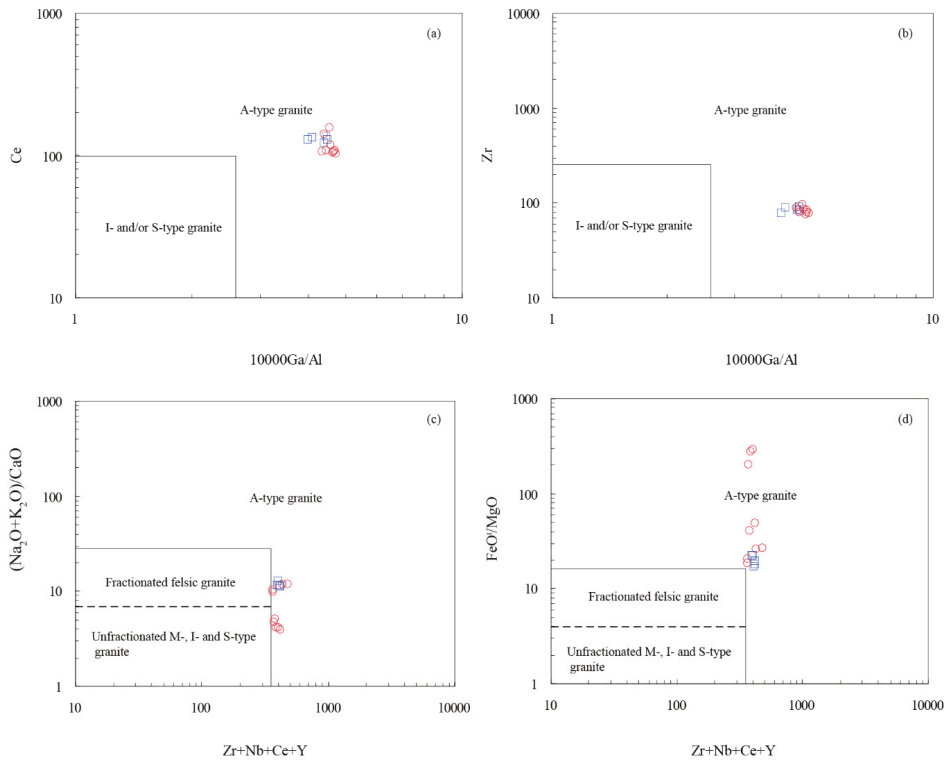 (a)
1000
100
10
Ce
A-type granite
I- and/or S-type granite
1
10
10000Ga/Al
(b)
10000
1000
100
10
Zr
A-type granite
I- and/or S-type granite
1
10
10000Ga/Al
(c)
1000
100
10
1
(Na₂O+K₂O)/CaO
A-type granite
Fractionated felsic granite
Unfractionated M-, I- and S-type
granite
10
100
1000
10000
Zr+Nb+Ce+Y
(d)
1000
100
10
1
FeOᵗ/MgO
A-type granite
Fractionated felsic granite
Unfractionated M-, I- and S-type
granite
10
100
1000
10000
Zr+Nb+Ce+Y